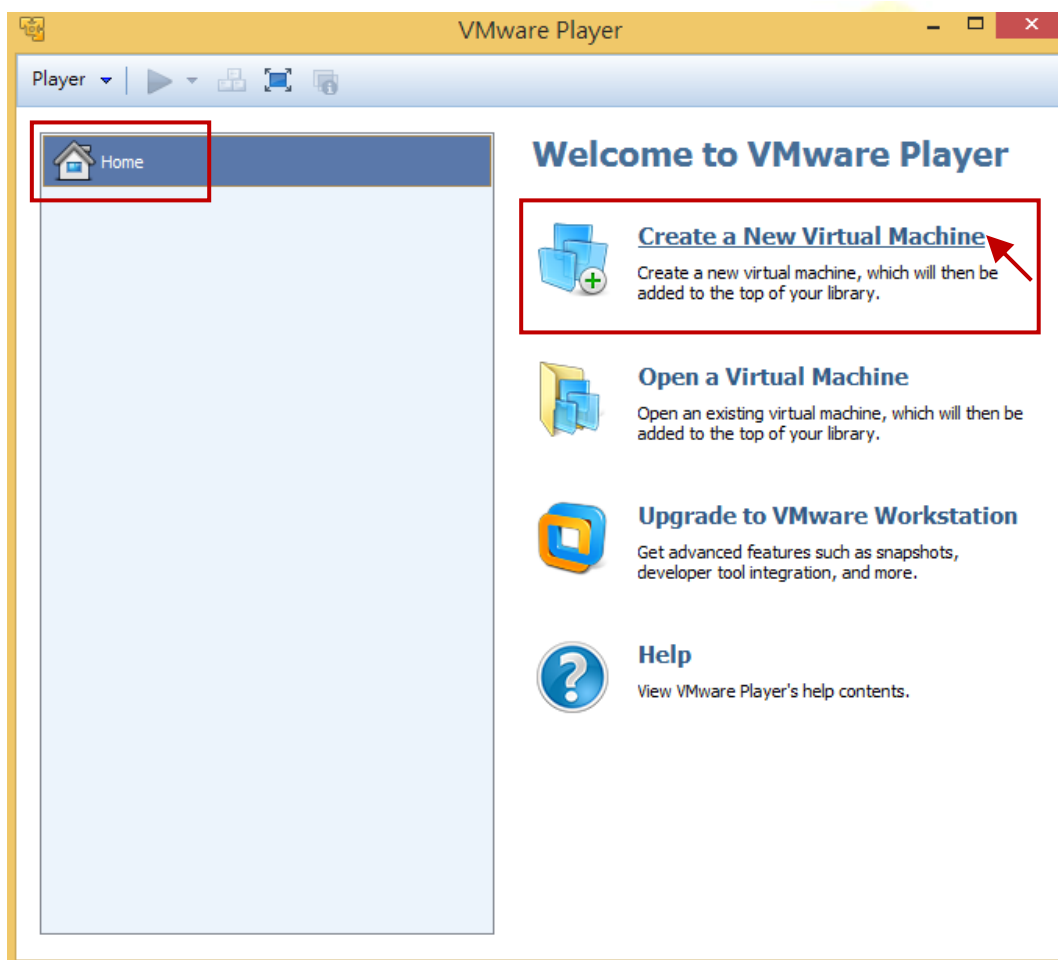 VMware Player
Player
Home
Welcome to VMware Player
Create a New Virtual Machine
Create a new virtual machine, which will then be
added to the top of your library.
Open a Virtual Machine
Open an existing virtual machine, which will then be
added to the top of your library.
Upgrade to VMware Workstation
Get advanced features such as snapshots,
developer tool integration, and more.
Help
View VMware Player's help contents.